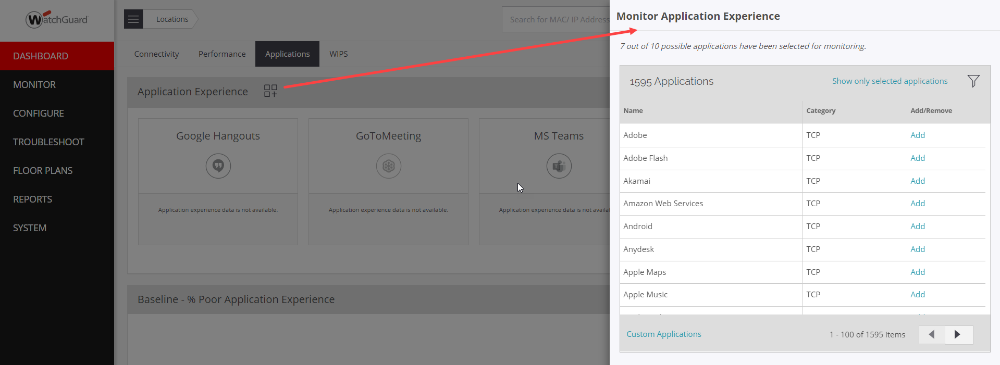 WatchGuard
DASHBOARD
MONITOR
CONFIGURE
TROUBLESHOOT
FLOOR PLANS
REPORTS
SYSTEM
Locations
Search for MAC/ IP Address
Connectivity Performance Applications WIPS
Application Experience
Google Hangouts
Application experience data is not available.
GoToMeeting
Application experience data is not available.
MS Teams
Application experience data is not
Baseline - % Poor Application Experience
Monitor Application Experience
7 out of 10 possible applications have been selected for monitoring.
1595 Applications Show only selected applications
Name Category Add/Remove
Adobe TCP Add
Adobe Flash TCP Add
Akamai TCP Add
Amazon Web Services TCP Add
Android TCP Add
Anydesk TCP Add
Apple Maps TCP Add
Apple Music TCP Add
Custom Applications 1 - 100 of 1595 items